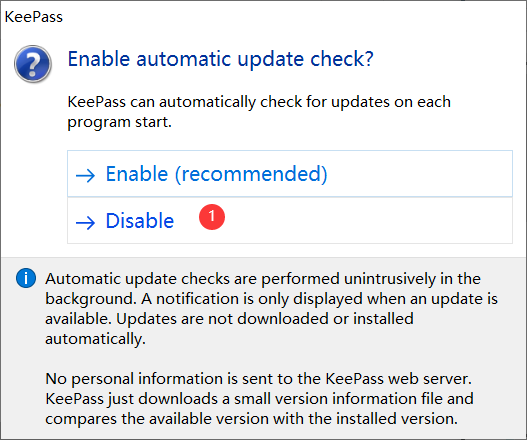 KeePass
Enable automatic update check?
KeePass can automatically check for updates on each
program start.
→ Enable (recommended)
→ Disable 1
Automatic update checks are performed unintrusively in the
background. A notification is only displayed when an update is
available. Updates are not downloaded or installed
automatically.
No personal information is sent to the KeePass web server.
KeePass just downloads a small version information file and
compares the available version with the installed version.